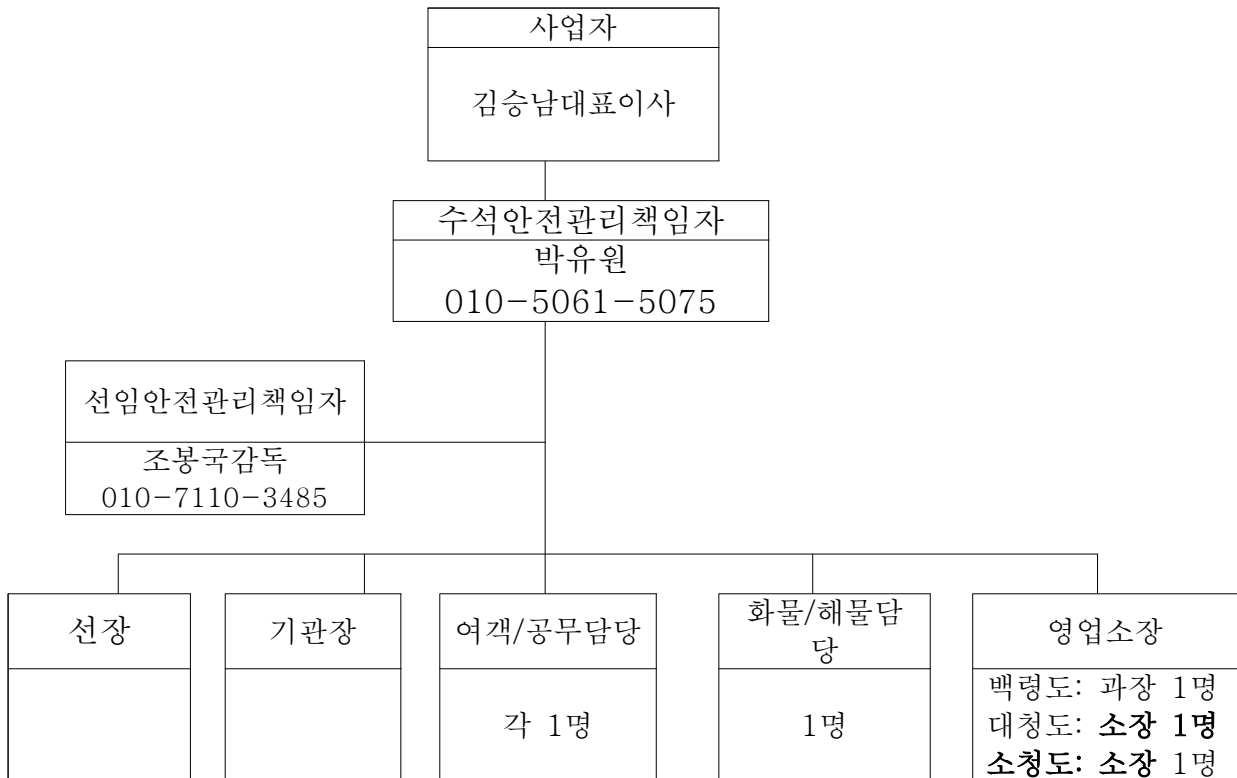 사업자
김승남대표이사
수석안전관리책임자
박유원
010-5061-5075
선임안전관리책임자
조봉국감독
010-7110-3485
선장
기관장
여객/공무담당
각 1명
화물/해물담
당
1명
영업소장
백령도: 과장 1명
대청도: 소장 1명
소청도: 소장 1명